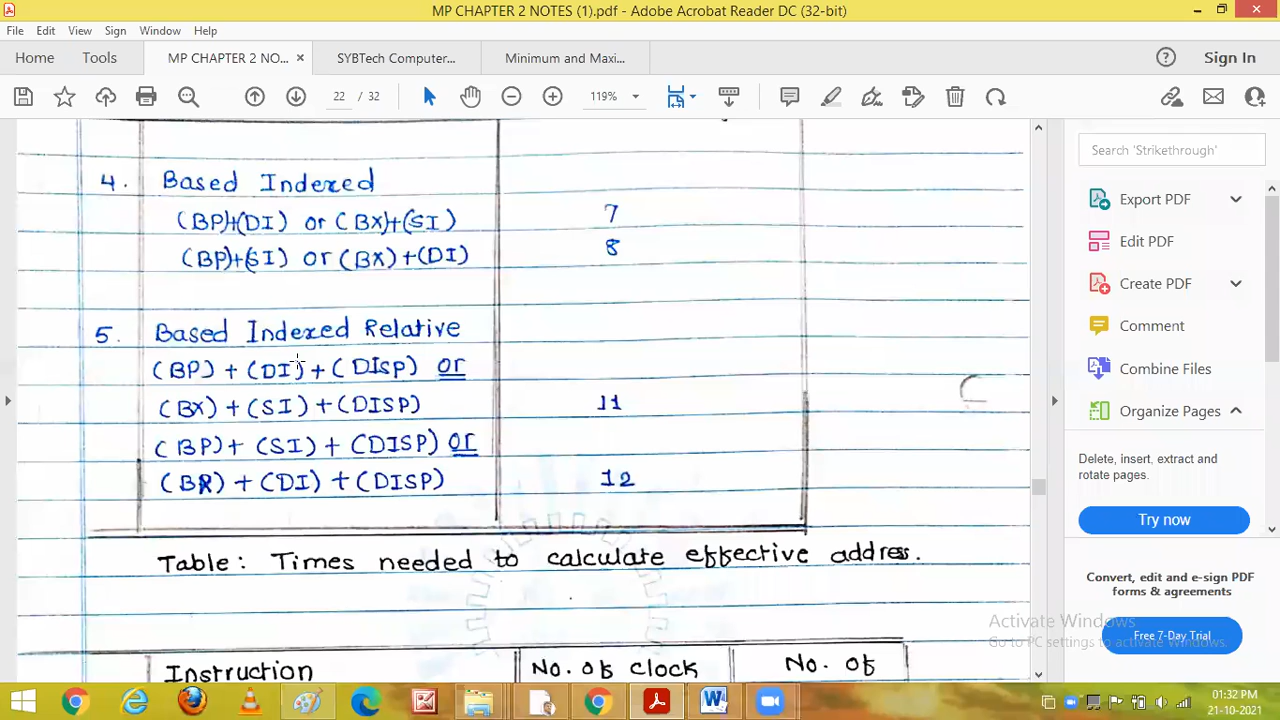 MP CHAPTER 2 NOTES (1).pdf - Adobe Acrobat Reader DC (32-bit)
File Edit View Sign Window Help
Home Tools MP CHAPTER 2 NO... × SYBTech Computer... Minimum and Maxi... Sign In
22 / 32 119%
Search 'Strikethrough'
Export PDF
Edit PDF
Create PDF
Comment
Combine Files
Organize Pages
Delete, insert, extract and
rotate pages.
Try now
Convert, edit and e-sign PDF
forms & agreements
Free 7-Day Trial
4. Based Indexed
(BP)+(DI) or (BX)+(SI) 7
(BP)+(SI) or (BX)+(DI) 8
5. Based Indexed Relative
(BP) + (DI) + (DISP) or
(BX) + (SI) + (DISP) 11
(BP) + (SI) + (DISP) or
(BX) + (DI) + (DISP) 12
Table: Times needed to calculate effective addres.
Instruction No. of clock No. of
Activate Windows
Go to PC settings to activate Windows.
01:32 PM
21-10-2021